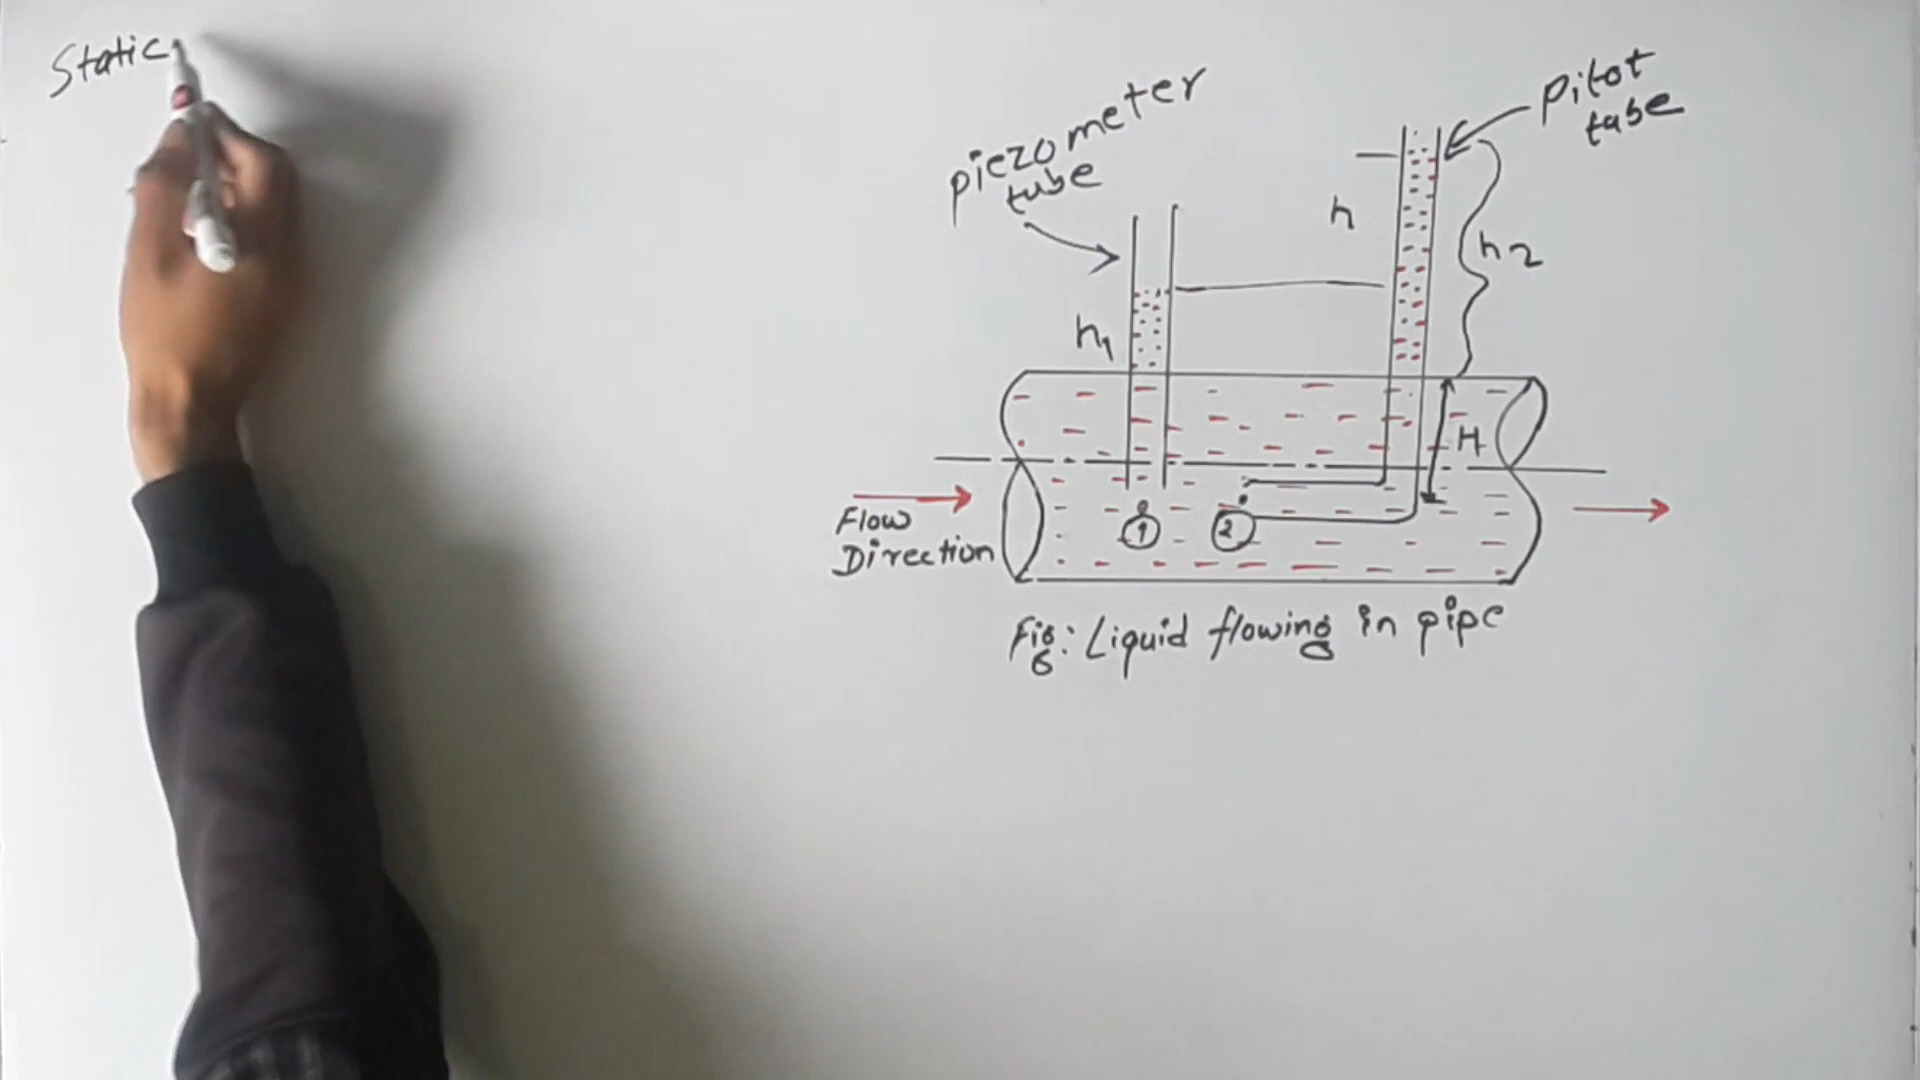 Static
piezometer
tube
pitot
tube
h
h2
h1
H
Flow
Direction
1
2
Fig: Liquid flowing in pipe